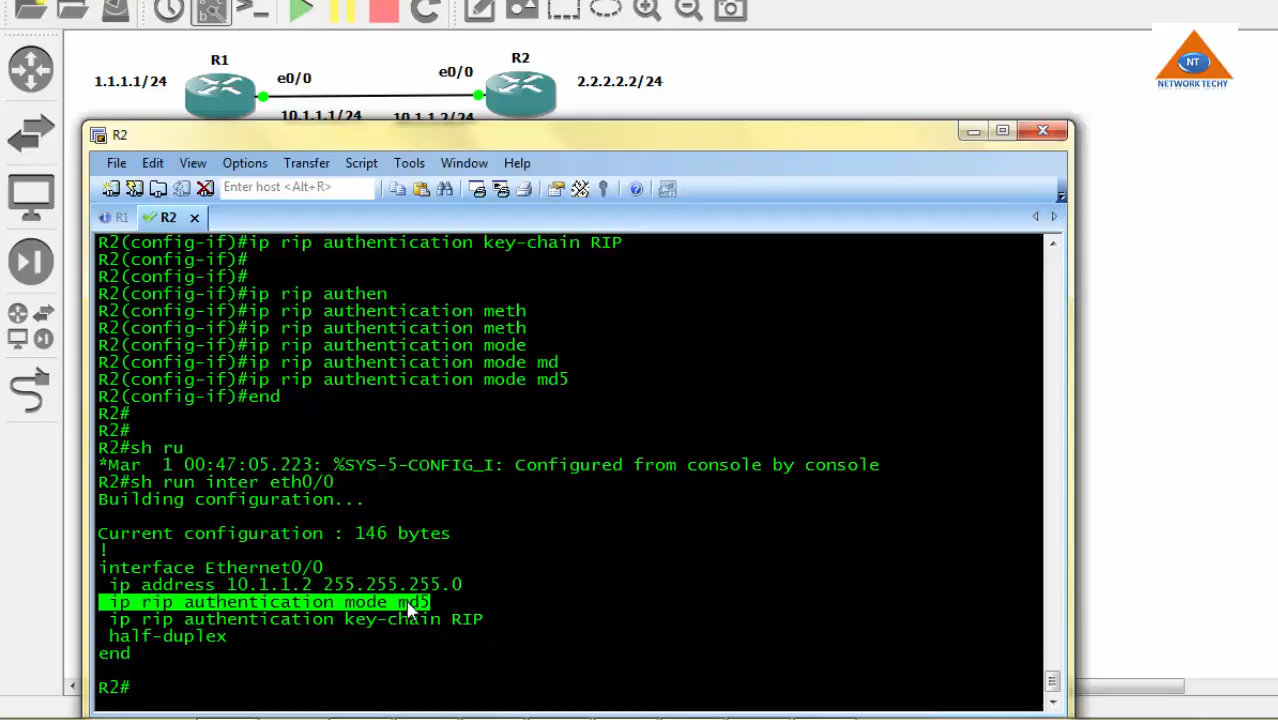 R1
R2
1.1.1.1/24
e0/0
e0/0
2.2.2.2.2/24
10.1.1.1/24
10.1.1.2/24
NT
NETWORK TECHY
R2
File Edit View Options Transfer Script Tools Window Help
Enter host <Alt+R>
R1
R2
R2(config-if)#ip rip authentication key-chain RIP
R2(config-if)#
R2(config-if)#
R2(config-if)#ip rip authen
R2(config-if)#ip rip authentication meth
R2(config-if)#ip rip authentication meth
R2(config-if)#ip rip authentication mode
R2(config-if)#ip rip authentication mode md
R2(config-if)#ip rip authentication mode md5
R2(config-if)#end
R2#
R2#
R2#sh ru
*Mar  1 00:47:05.223: %SYS-5-CONFIG_I: Configured from console by console
R2#sh run inter eth0/0
Building configuration...
Current configuration : 146 bytes
!
interface Ethernet0/0
ip address 10.1.1.2 255.255.255.0
ip rip authentication mode md5
ip rip authentication key-chain RIP
half-duplex
end
R2#